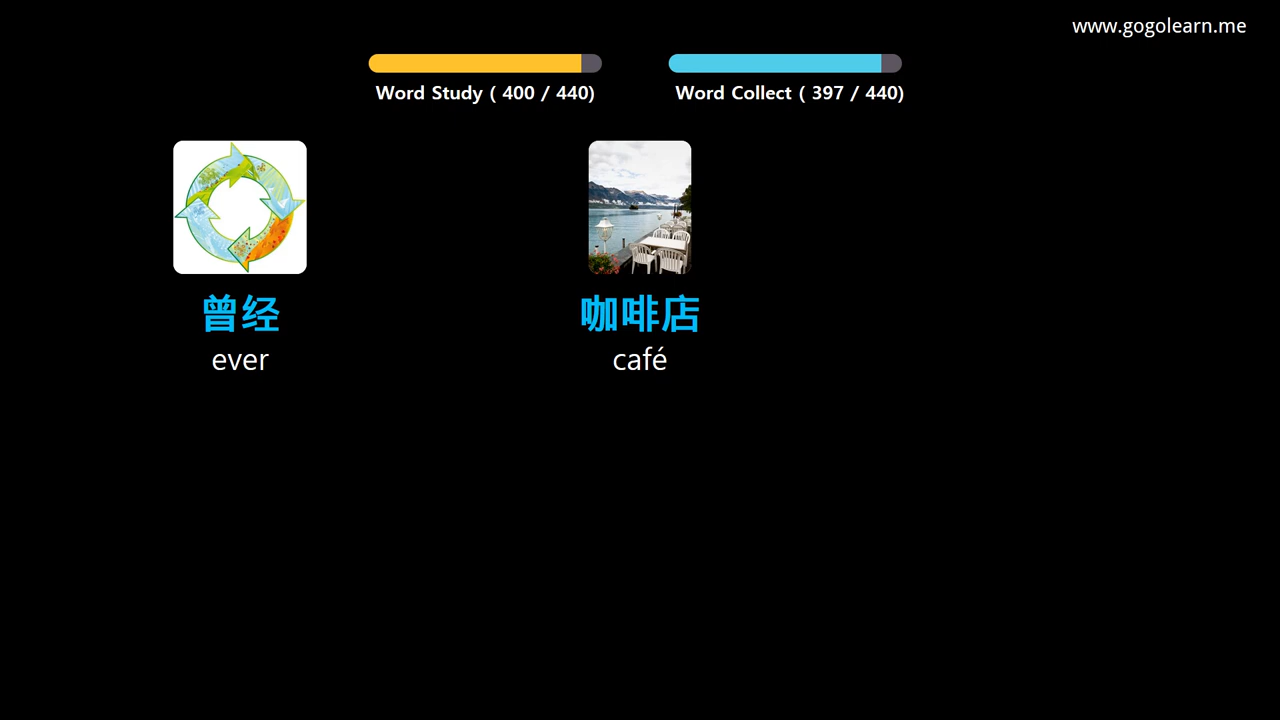 www.gogolearn.me
Word Study ( 400 / 440)
Word Collect ( 397 / 440)
曾经
ever
咖啡店
café